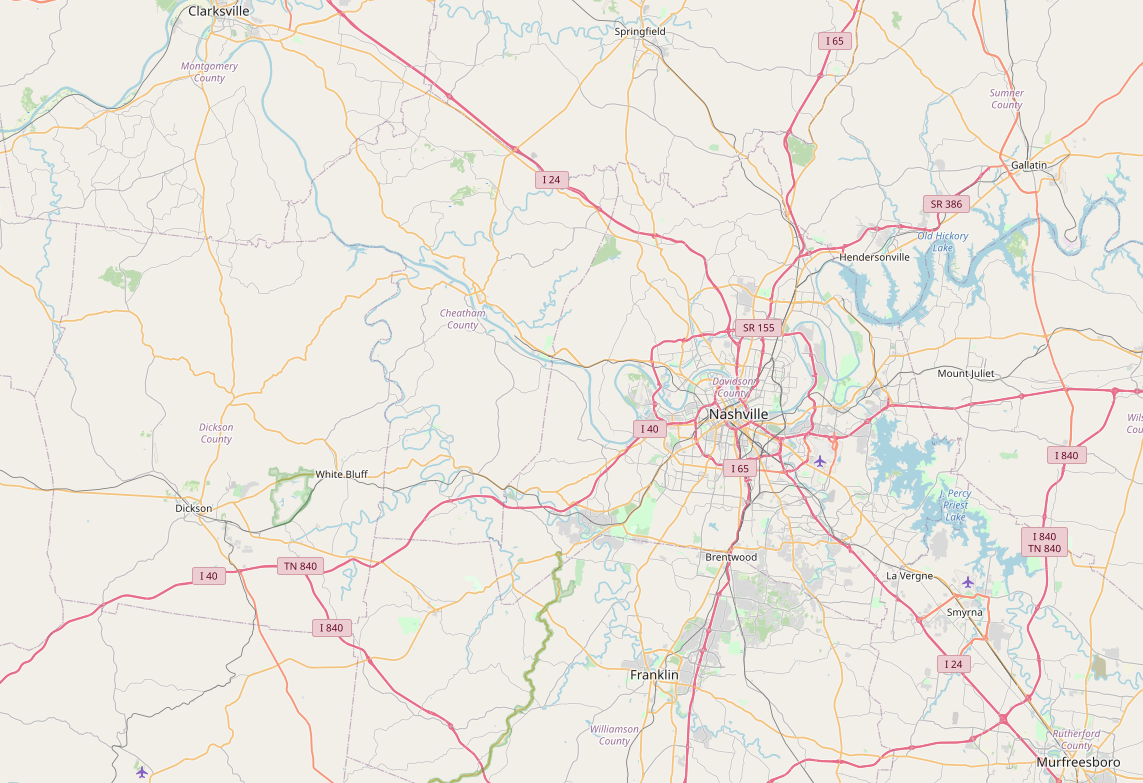 Clarksville
Springfield
I 65
Montgomery
County
Sumner
County
Gallatin
I 24
SR 386
Old Hickory
Lake
Hendersonville
Cheatham
County
SR 155
Mount Juliet
Davidson
County
Nashville
Dickson
County
I 40
I 65
I 840
White Bluff
J. Percy
Priest
Lake
Dickson
I 840
TN 840
Brentwood
TN 840
I 40
La Vergne
Smyrna
I 840
I 24
Franklin
Williamson
County
Rutherford
County
Murfreesboro